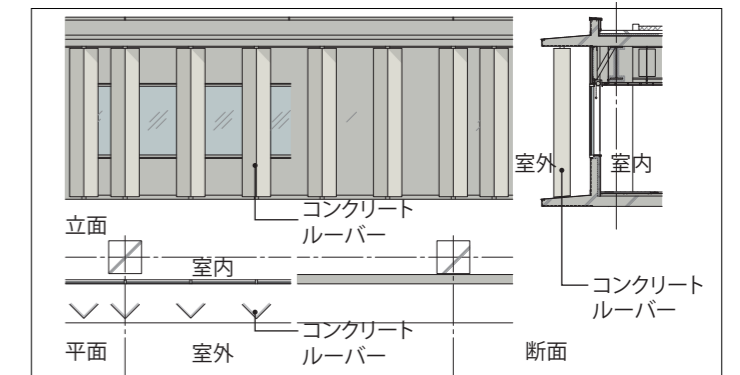 室外
室内
コンクリート
ルーバー
立面
室内
コンクリート
ルーバー
コンクリート
ルーバー
平面
室外
断面